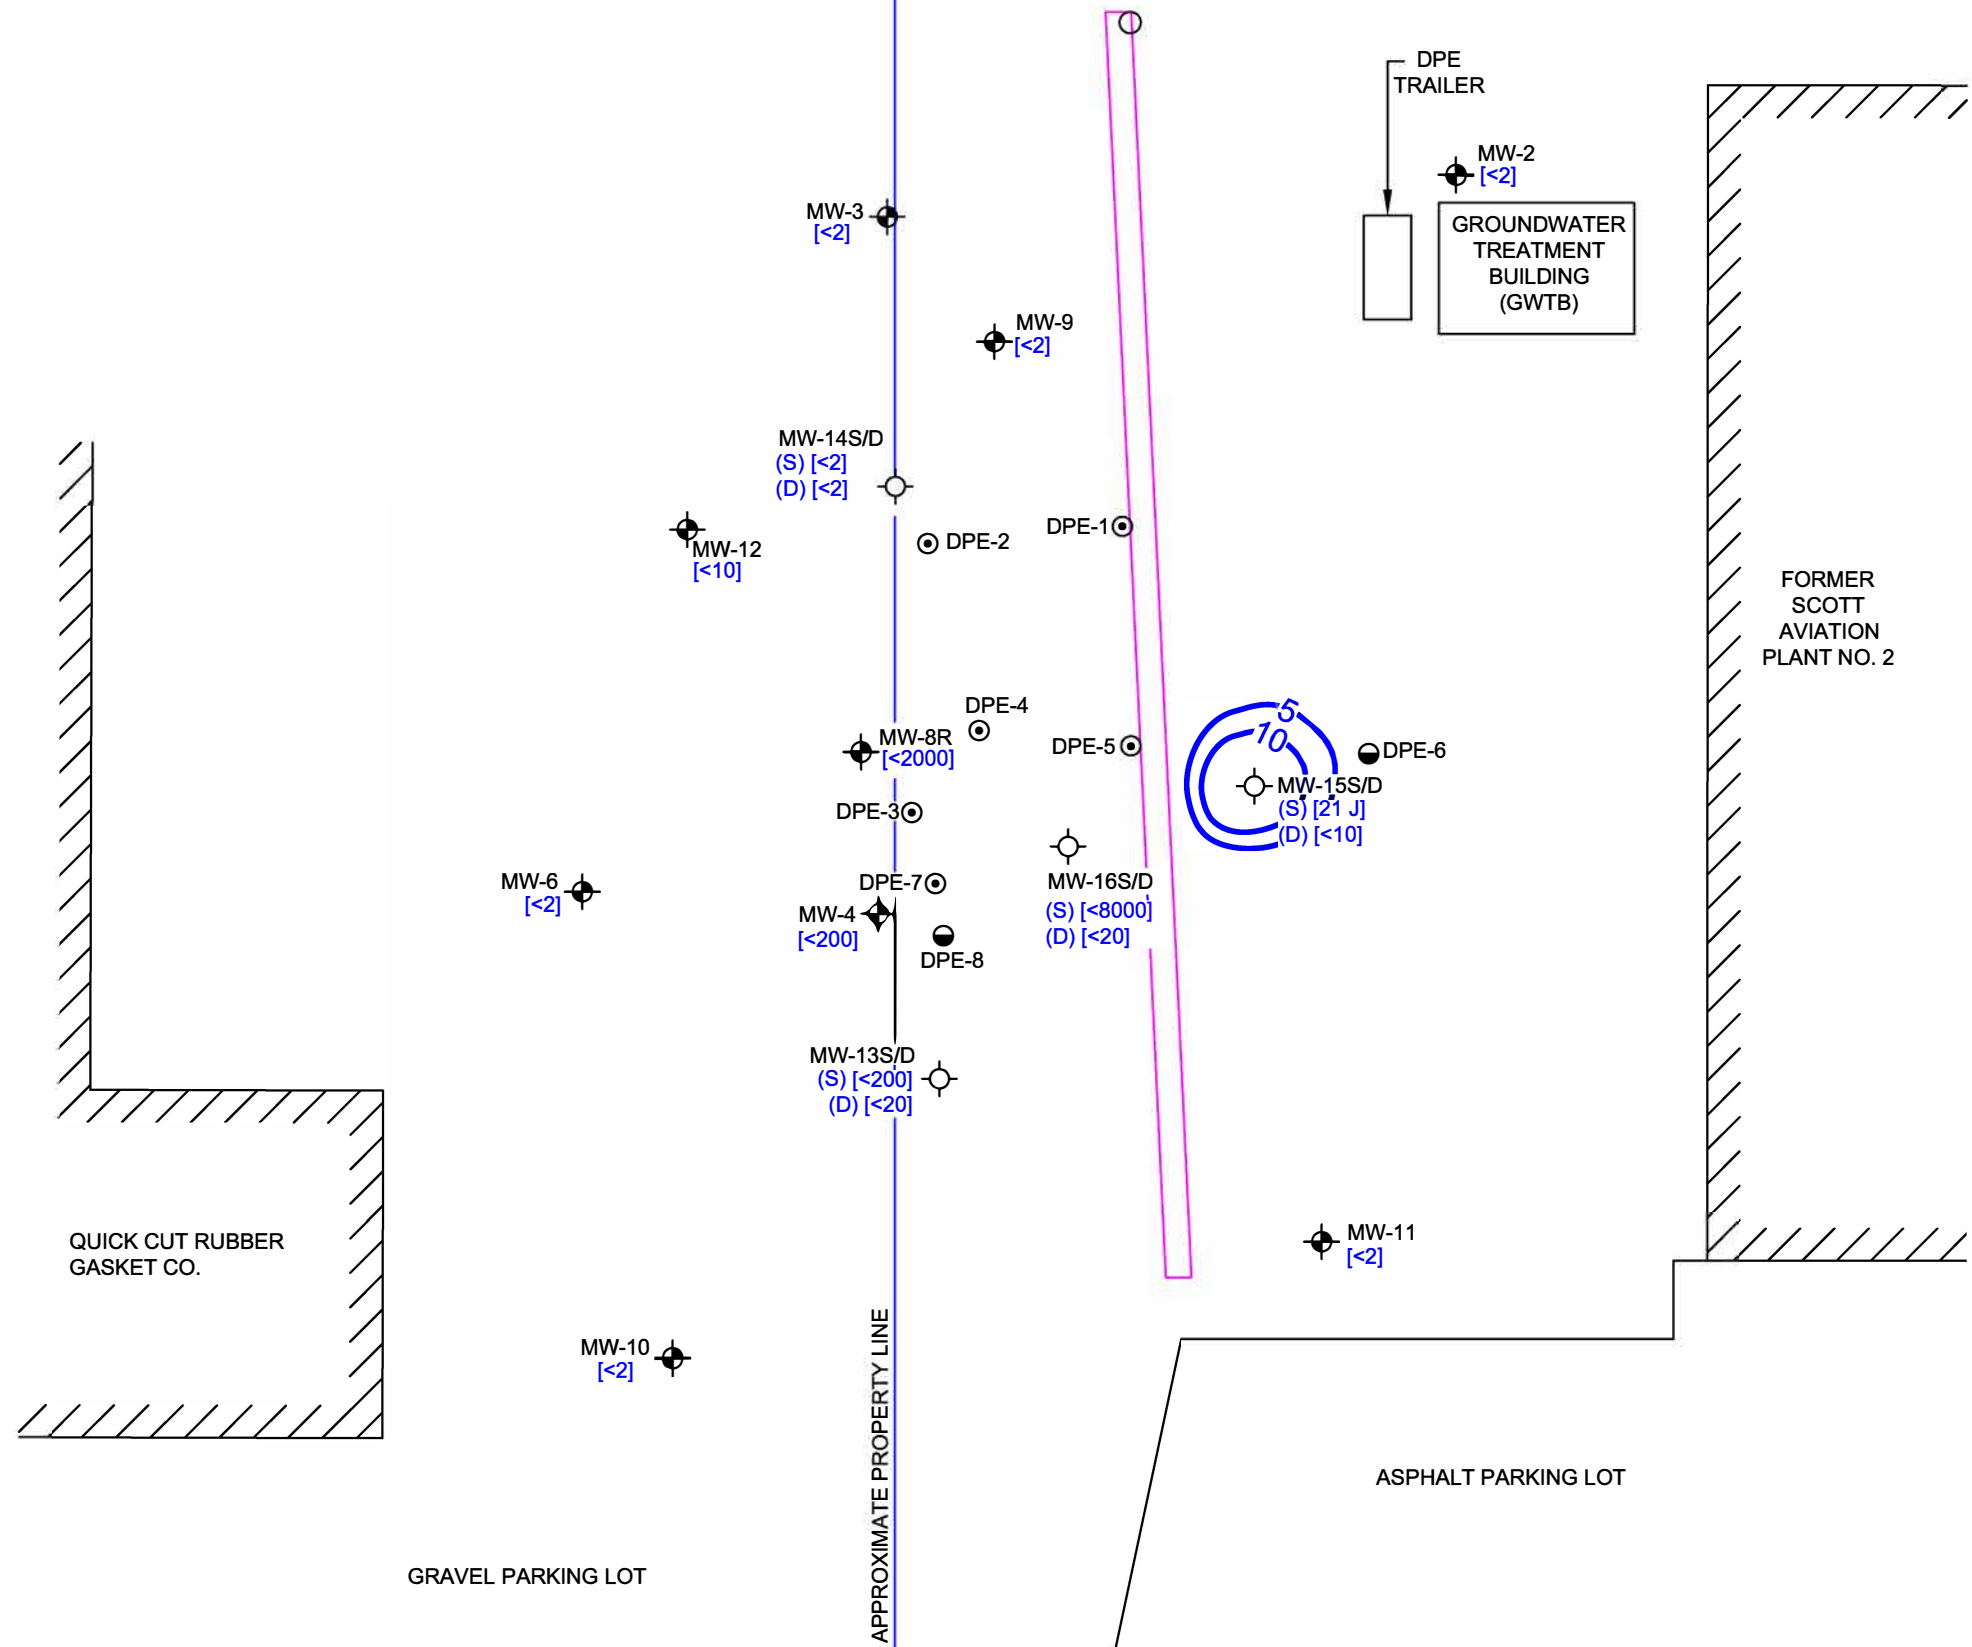 DPE
TRAILER
MW-2
[<2]
MW-3
[<2]
GROUNDWATER
TREATMENT
BUILDING
(GWTB)
MW-9
[<2]
MW-14S/D
(S) [<2]
(D) [<2]
DPE-1
DPE-2
MW-12
[<10]
FORMER
SCOTT
AVIATION
PLANT NO. 2
DPE-4
5
10
MW-8R
[<2000]
DPE-5
DPE-6
MW-15S/D
(S) [21 J]
(D) [<10]
DPE-3
MW-6
[<2]
DPE-7
MW-16S/D
(S) [<8000]
(D) [<20]
MW-4
[<200]
DPE-8
MW-13S/D
(S) [<200]
(D) [<20]
QUICK CUT RUBBER
GASKET CO.
MW-11
[<2]
MW-10
[<2]
APPROXIMATE PROPERTY LINE
ASPHALT PARKING LOT
GRAVEL PARKING LOT